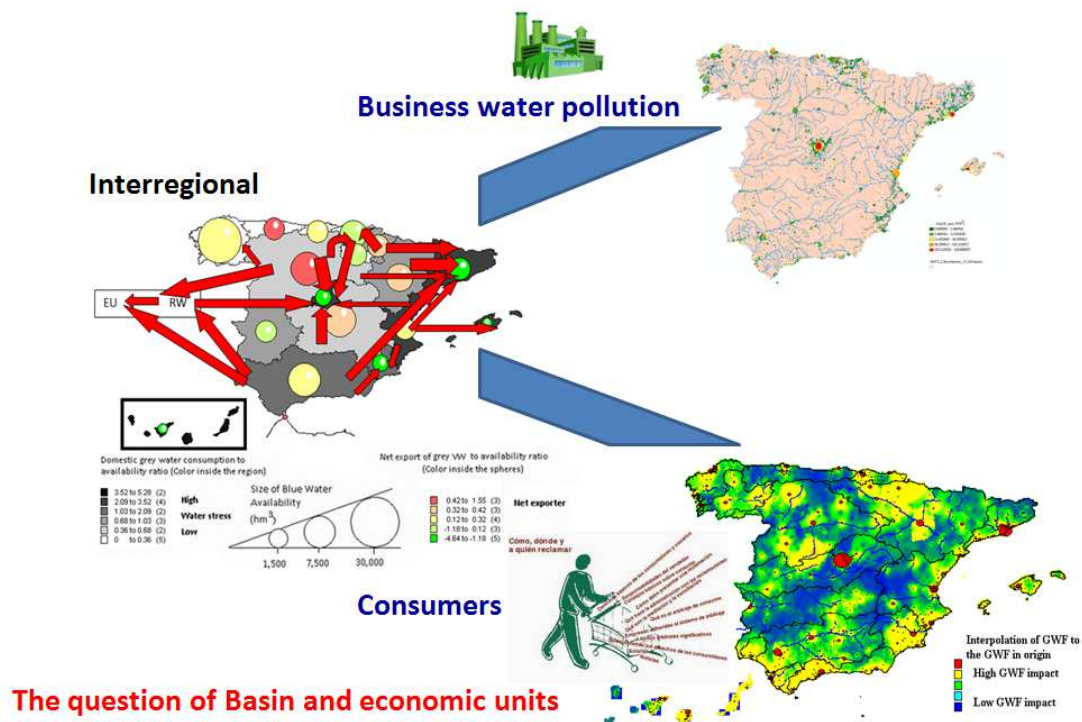 Business water pollution
Interregional
EU
RW
Domestic grey water consumption to
availability ratio (Color inside the region)
3.52 to 5.28 (2)
2.09 to 3.52 (4)
1.03 to 2.09 (2)
0.68 to 1.03 (3)
0.36 to 0.68 (2)
0 to 0.36 (5)
High
Water stress
Low
Size of Blue Water
Availability
(hm³)
1,500
7,500
30,000
Net export of grey VW to availability ratio
(Color inside the spheres)
0.42 to 1.55 (3)
0.32 to 0.42 (3)
0.12 to 0.32 (4)
-1.18 to 0.12 (3)
-4.64 to -1.18 (5)
Net exporter
Cómo, dónde y
a quién reclamar
Consumers
Interpolation of GWF to
the GWF in origin
High GWF impact
Low GWF impact
The question of Basin and economic units